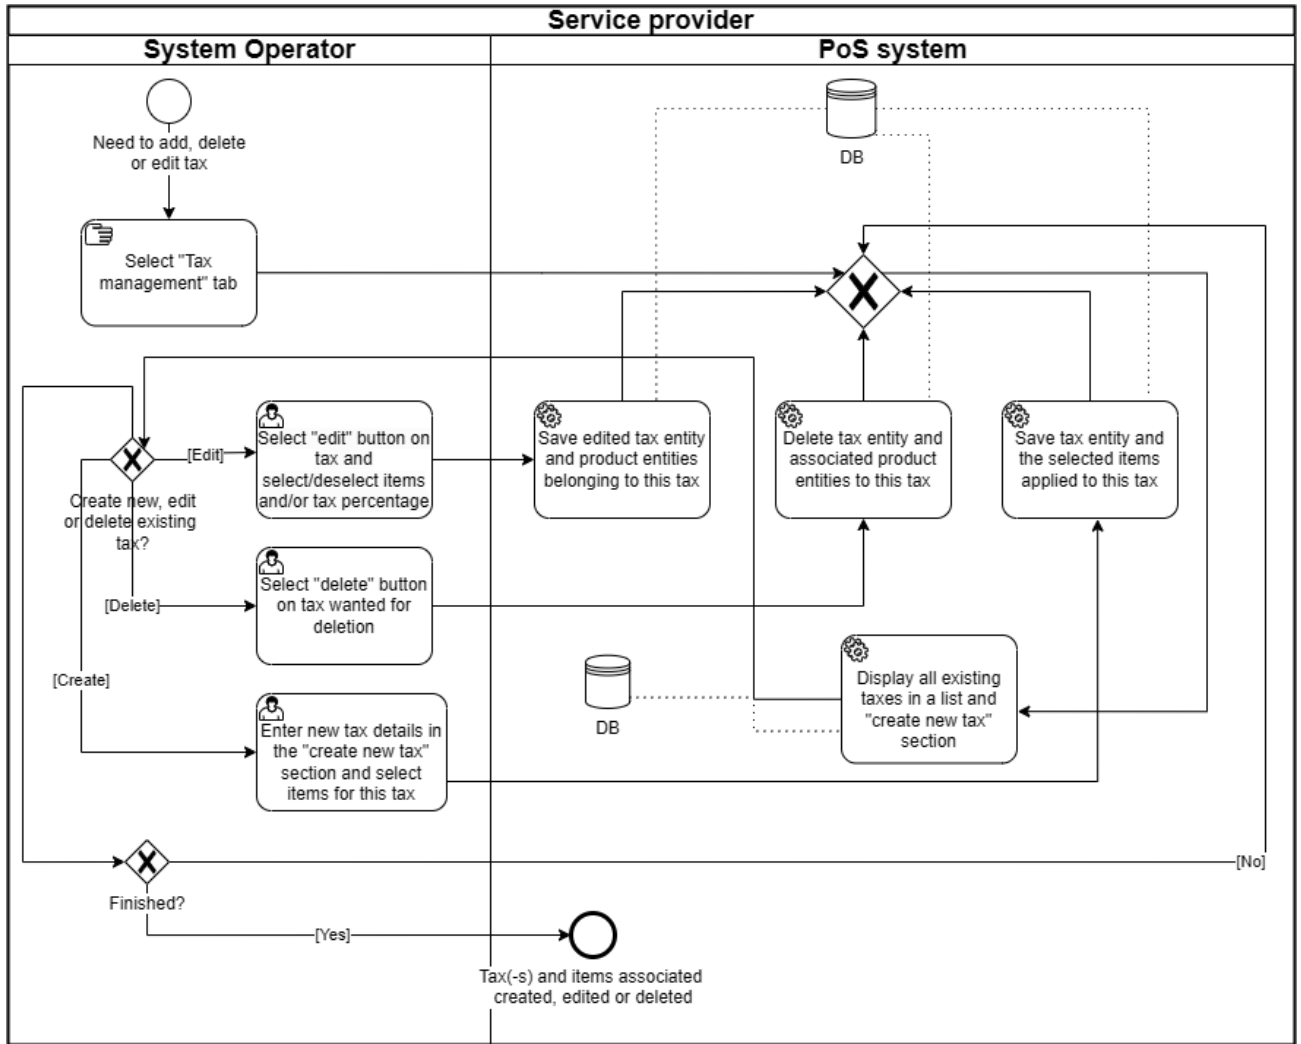 Service provider
System Operator
PoS system
Need to add, delete
or edit tax
DB
Select "Tax
management" tab
[Edit]
Select "edit" button on
tax and
select/deselect items
and/or tax percentage
Save edited tax entity
and product entities
belonging to this tax
Delete tax entity and
associated product
entities to this tax
Save tax entity and
the selected items
applied to this tax
Create new, edit
or delete existing
tax?
[Delete]
Select "delete" button
on tax wanted for
deletion
[Create]
Enter new tax details in
the "create new tax"
section and select
items for this tax
DB
Display all existing
taxes in a list and
"create new tax"
section
Finished?
[No]
[Yes]
Tax(-s) and items associated
created, edited or deleted